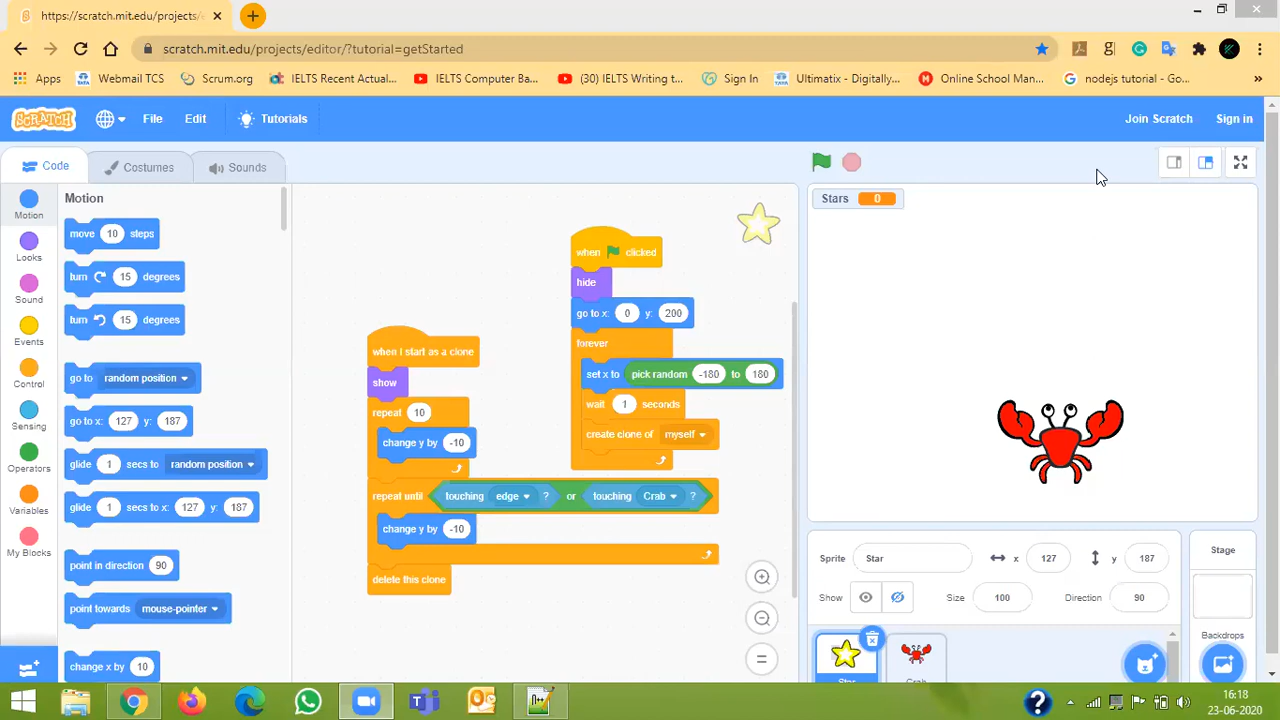 https://scratch.mit.edu/projects/
scratch.mit.edu/projects/editor/?tutorial=getStarted
Apps
Webmail TCS
Scrum.org
IELTS Recent Actual...
IELTS Computer Ba...
(30) IELTS Writing t...
Sign In
Ultimatix - Digitally...
Online School Man...
nodejs tutorial - Go...
»
SCRATCH
File
Edit
Tutorials
Join Scratch
Sign in
Code
Costumes
Sounds
Motion
Looks
Sound
Events
Control
Sensing
Operators
Variables
My Blocks
Motion
move 10 steps
turn 15 degrees
turn 15 degrees
go to random position
go to x: 127 y: 187
glide 1 secs to random position
glide 1 secs to x: 127 y: 187
point in direction 90
point towards mouse-pointer
change x by 10
when I start as a clone
show
repeat 10
change y by -10
repeat until touching edge ? or touching Crab ?
change y by -10
delete this clone
when clicked
hide
go to x: 0 y: 200
forever
set x to pick random -180 to 180
wait 1 seconds
create clone of myself
Stars 0
Sprite Star x 127 y -187
Show Size 100 Direction 90
Star
Crab
Stage
Backdrops
16:18
23-06-2020